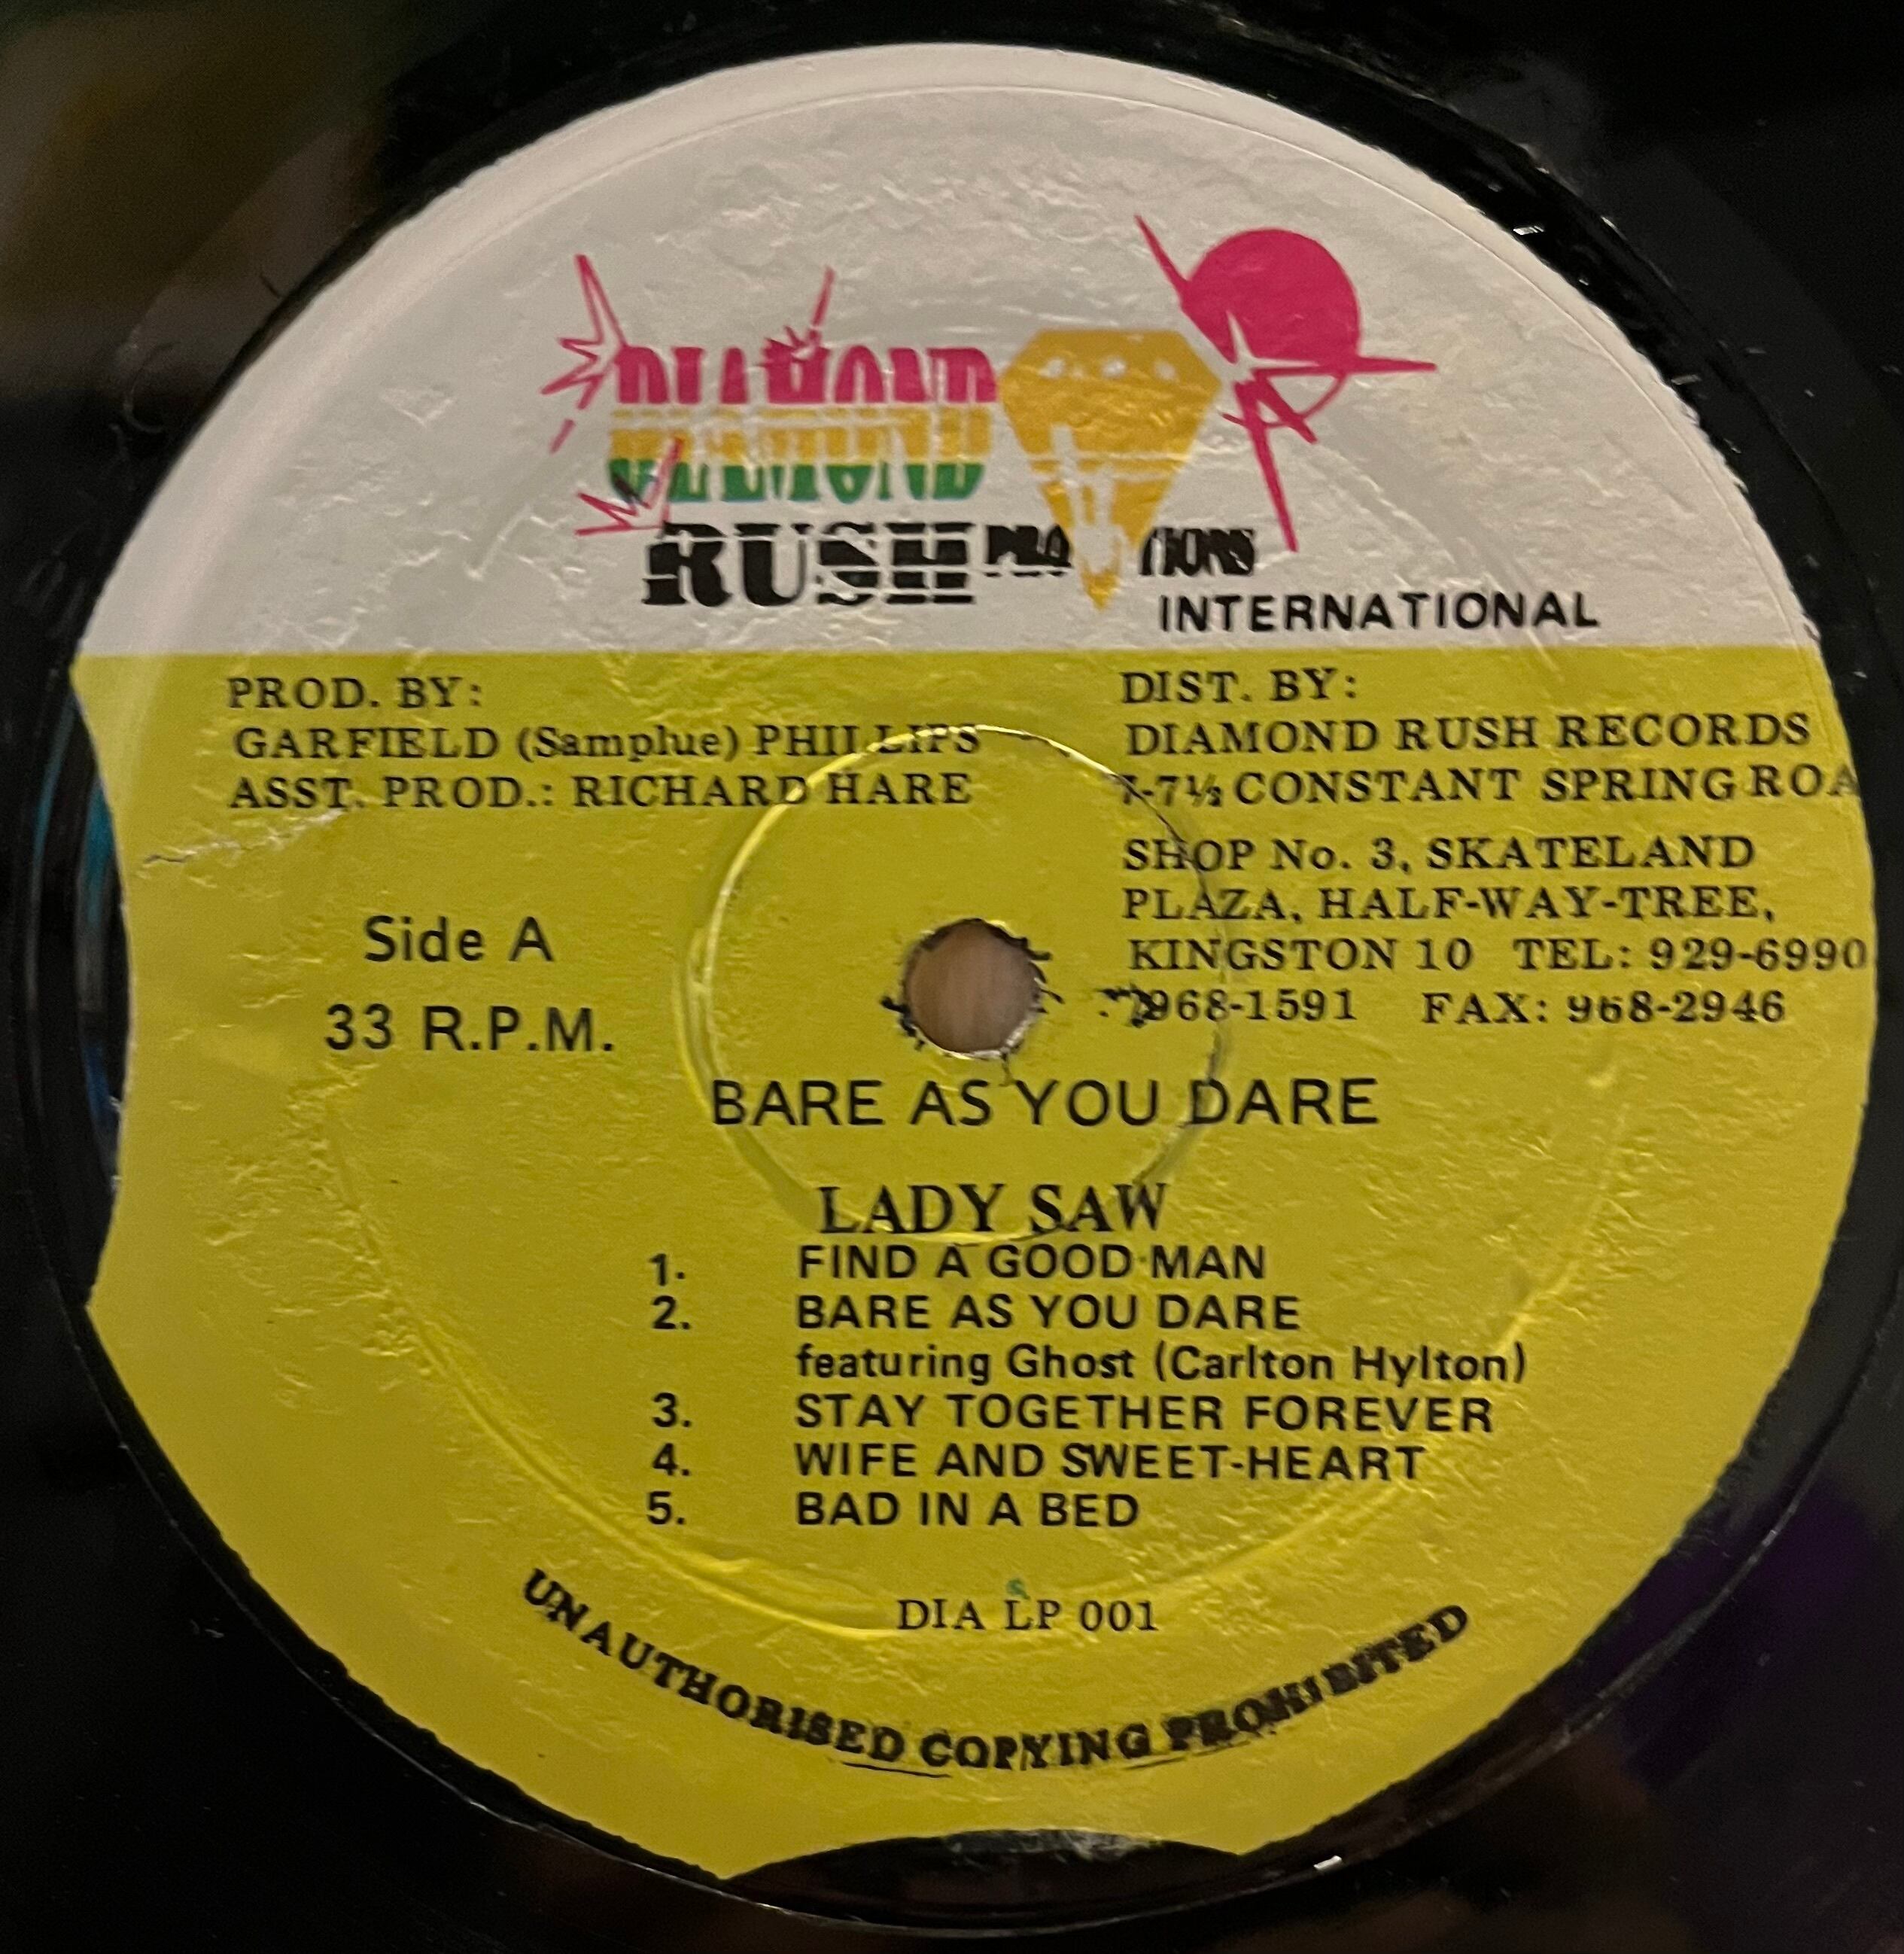 DIAMOND
RUSH
INTERNATIONAL
PROD. BY:
GARFIELD (Samplue) PHILLIPS
ASST. PROD.: RICHARD HARE
DIST. BY:
DIAMOND RUSH RECORDS
7-7½ CONSTANT SPRING ROA
SHOP No. 3, SKATELAND
PLAZA, HALF-WAY-TREE,
KINGSTON 10 TEL: 929-6990
968-1591 FAX: 968-2946
Side A
33 R.P.M.
BARE AS YOU DARE
LADY SAW
1. FIND A GOOD MAN
2. BARE AS YOU DARE
featuring Ghost (Carlton Hylton)
3. STAY TOGETHER FOREVER
4. WIFE AND SWEET-HEART
5. BAD IN A BED
DIA LP 001
UNAUTHORISED COPYING PROHIBITED